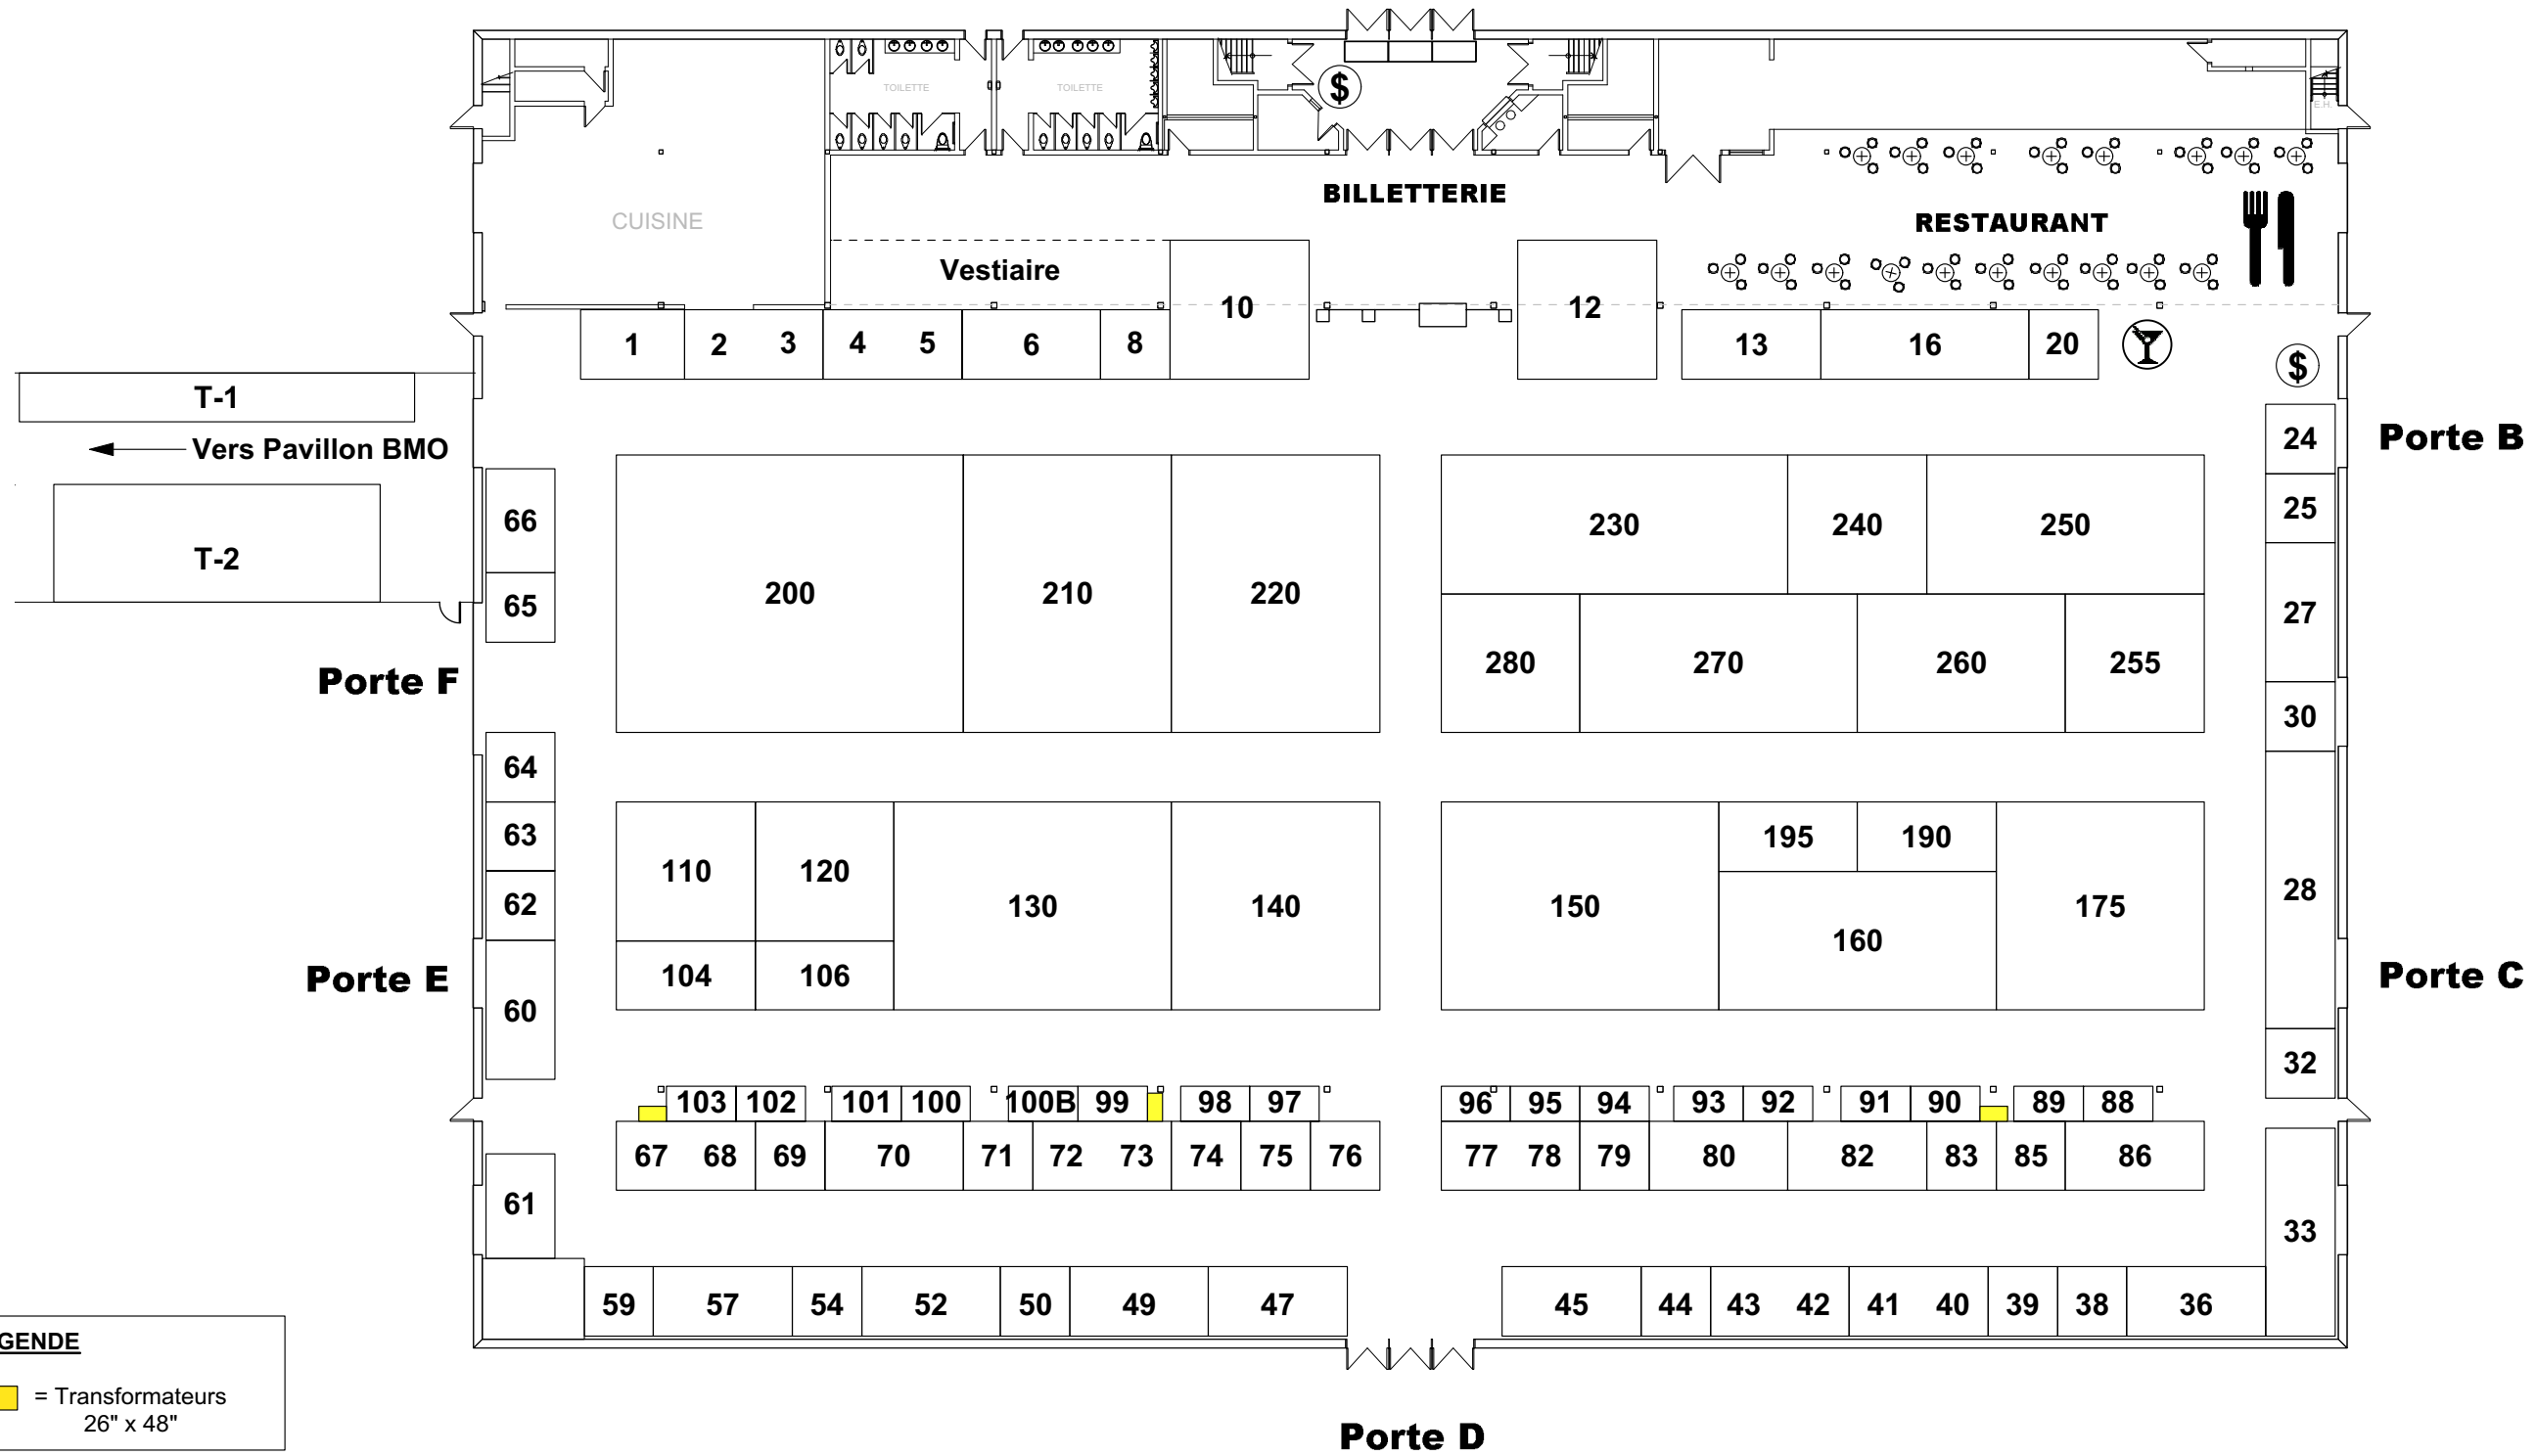 TOILETTE
TOILETTE
$
E.H.
BILLETTERIE
CUISINE
RESTAURANT
Vestiaire
10
12
1 2 3 4 5 6 8
13 16 20
$
T-1
Vers Pavillon BMO
24
Porte B
25
66
T-2
65
200 210 220
230 240 250
27
280 270 260 255
Porte F
30
64
63
62
110 120
130 140
150
195 190
175
160
28
104 106
Porte E
60
Porte C
32
103 102 101 100 100B 99 98 97
96 95 94 93 92 91 90 89 88
67 68 69 70 71 72 73 74 75 76
77 78 79 80 82 83 85 86
61
33
59 57 54 52 50 49 47
45 44 43 42 41 40 39 38 36
GENDE
= Transformateurs
26" x 48"
Porte D